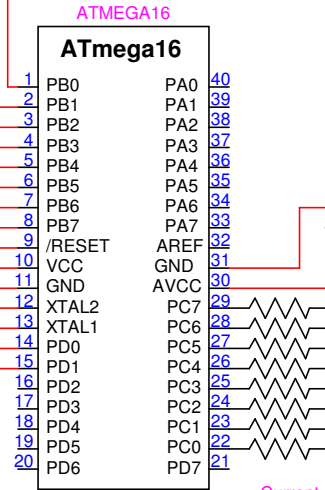 ATMEGA16
ATmega16
1 PB0 PA0 40
2 PB1 PA1 39
3 PB2 PA2 38
4 PB3 PA3 37
5 PB4 PA4 36
6 PB5 PA5 35
7 PB6 PA6 34
8 PB7 PA7 33
9 /RESET AREF 32
10 VCC GND 31
11 GND AVCC 30
12 XTAL2 PC7 29
13 XTAL1 PC6 28
14 PD0 PC5 27
15 PD1 PC4 26
16 PD2 PC3 25
17 PD3 PC2 24
18 PD4 PC1 23
19 PD5 PC0 22
20 PD6 PD7 21
Current